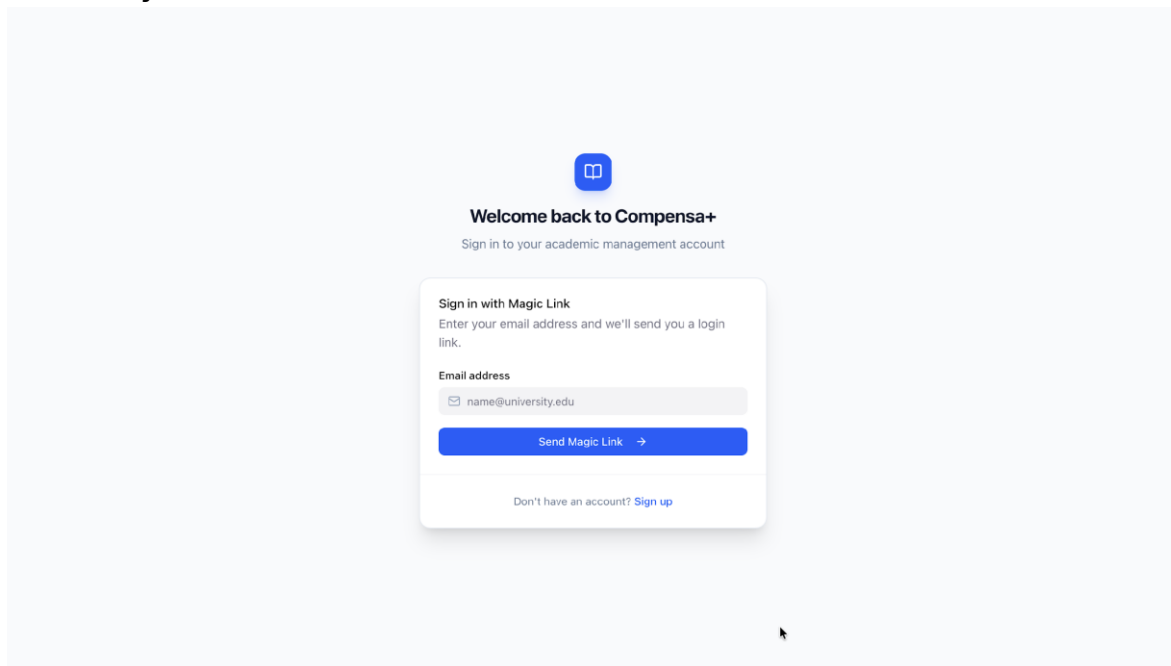 Welcome back to Compensa+
Sign in to your academic management account
Sign in with Magic Link
Enter your email address and we'll send you a login
link.
Email address
name@university.edu
Send Magic Link →
Don't have an account? Sign up